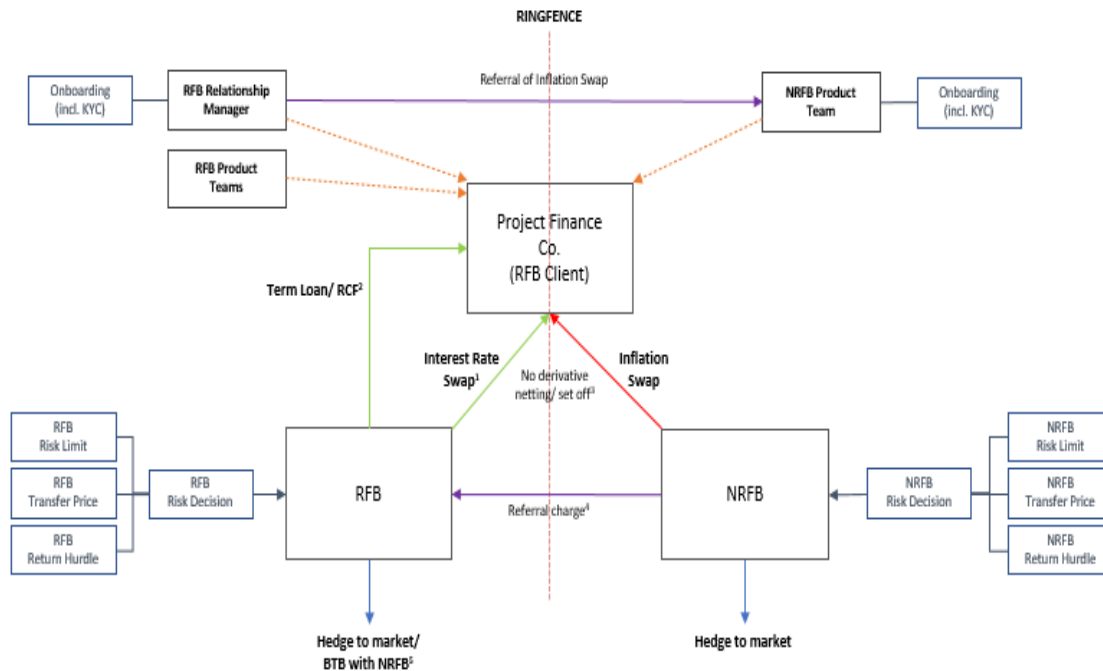 RINGFENCE
Onboarding
(incl. KYC)
RFB Relationship
Manager
Referral of Inflation Swap
NRFB Product
Team
Onboarding
(incl. KYC)
RFB Product
Teams
Project Finance
Co.
(RFB Client)
Term Loan/ RCF²
Interest Rate
Swap¹
No derivative
netting/ set off³
Inflation
Swap
RFB
Risk Limit
RFB
Transfer Price
RFB
Return Hurdle
RFB
Risk Decision
RFB
Referral charge⁴
NRFB
NRFB
Risk Decision
NRFB
Risk Limit
NRFB
Transfer Price
NRFB
Return Hurdle
Hedge to market/
BTB with NRFB⁵
Hedge to market